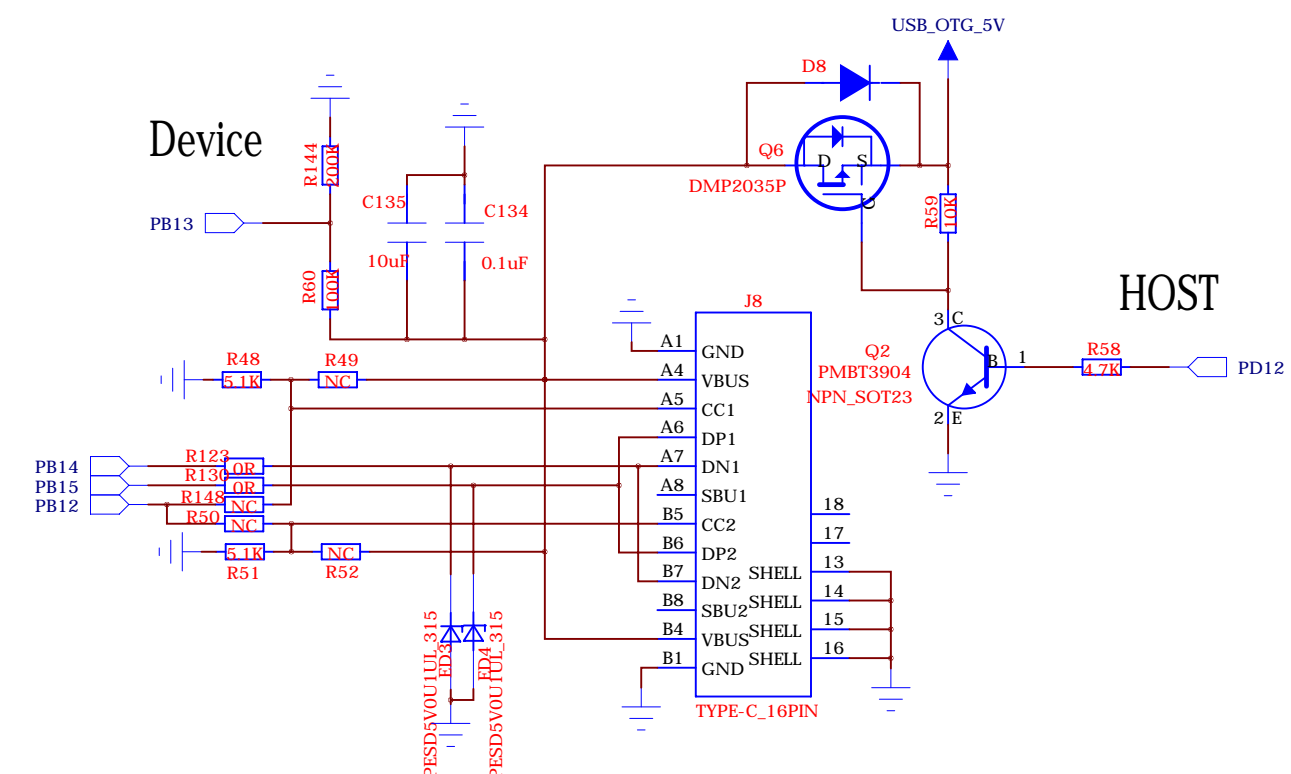 USB_OTG_5V
D8
Device
Q6
D S
G
DMP2035P
R144
200K
C135
C134
R59
10K
PB13
10uF
0.1uF
R60
100K
HOST
J8
3 C
A1
GND
R48
R49
Q2
B
1
R58
5.1K
NC
A4
VBUS
PMBT3904
4.7K
PD12
A5
CC1
NPN_SOT23
2 E
A6
DP1
PB14
R123
0R
A7
DN1
PB15
R130
0R
A8
SBU1
PB12
R148
NC
18
R50
NC
B5
CC2
17
5.1K
NC
B6
DP2
R51
R52
SHELL
13
B7
DN2
SHELL
14
B8
SBU2
SHELL
15
B4
VBUS
SHELL
16
B1
GND
ED3
PESD5V0U1UL_315
ED4
PESD5V0U1UL_315
TYPE-C_16PIN